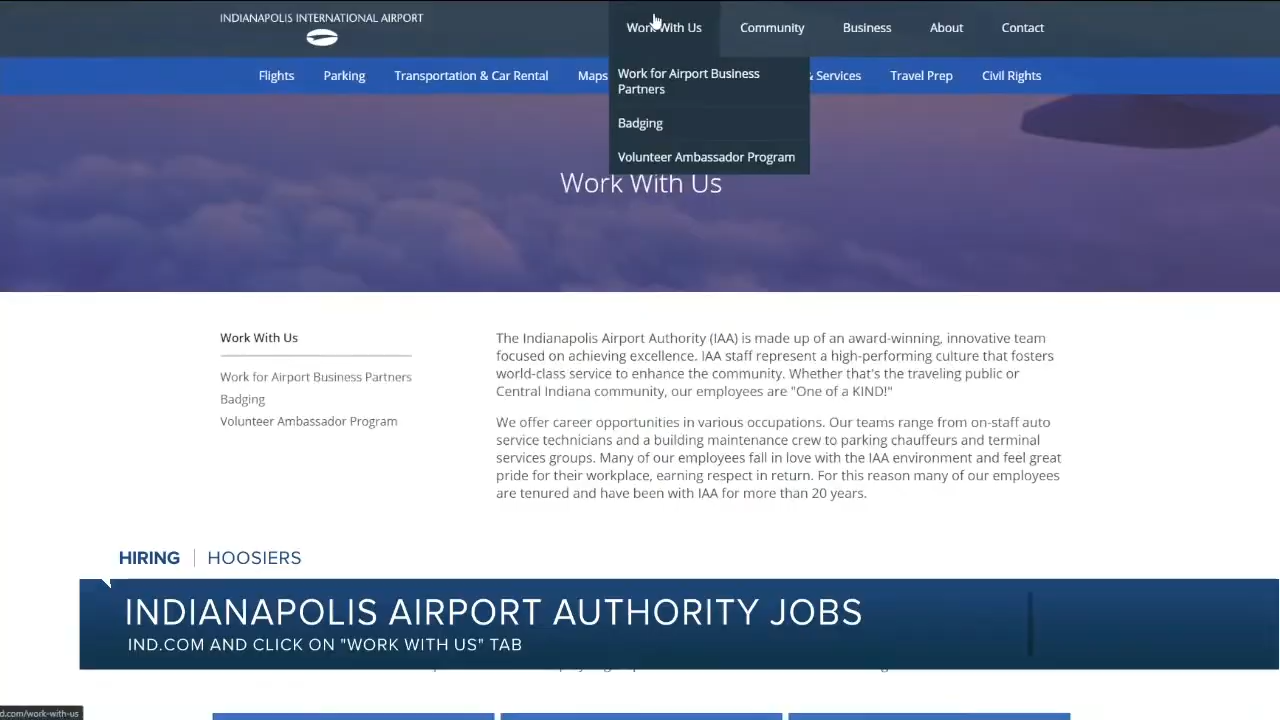 INDIANAPOLIS INTERNATIONAL AIRPORT
Work With Us Community Business About Contact
Flights Parking Transportation & Car Rental Maps & Services Travel Prep Civil Rights
Work for Airport Business
Partners
Badging
Volunteer Ambassador Program
Work With Us
Work With Us
Work for Airport Business Partners
Badging
Volunteer Ambassador Program
The Indianapolis Airport Authority (IAA) is made up of an award-winning, innovative team
focused on achieving excellence. IAA staff represent a high-performing culture that fosters
world-class service to enhance the community. Whether that's the traveling public or
Central Indiana community, our employees are "One of a KIND!"
We offer career opportunities in various occupations. Our teams range from on-staff auto
service technicians and a building maintenance crew to parking chauffeurs and terminal
services groups. Many of our employees fall in love with the IAA environment and feel great
pride for their workplace, earning respect in return. For this reason many of our employees
are tenured and have been with IAA for more than 20 years.
HIRING | HOOSIERS
INDIANAPOLIS AIRPORT AUTHORITY JOBS
IND.COM AND CLICK ON "WORK WITH US" TAB
d.com/work-with-us